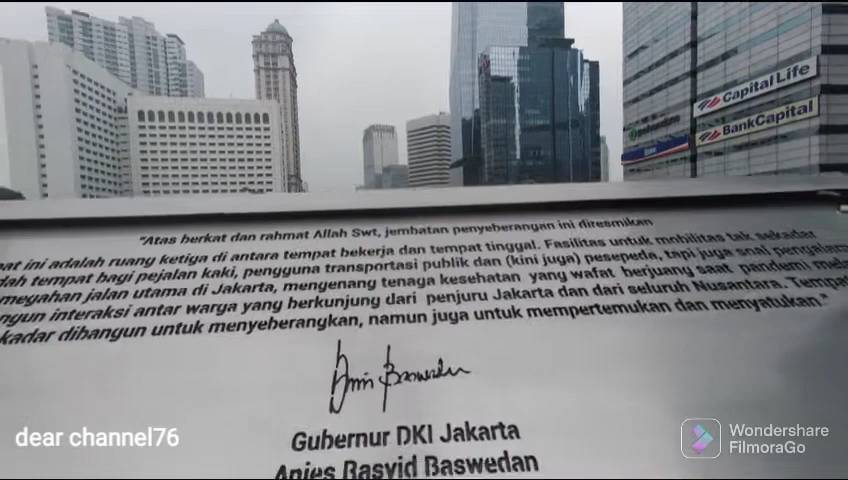 Capital Life
BankCapital
"Atas berkat dan rahmat Allah Swt, jembatan penyeberangan ini diresmikan
pat ini adalah ruang ketiga di antara tempat bekerja dan tempat tinggal. Fasilitas untuk mobilitas tak sekadar
dah tempat bagi pejalan kaki, pengguna transportasi publik dan (kini juga) pesepeda, tapi juga snai pengalam
megahan jalan utama di Jakarta, mengenang tenaga kesehatan yang wafat berjuang saat pandemi mela
ngun interaksi antar warga yang berkunjung dari penjuru Jakarta dan dari seluruh Nusantara. Tempat
kadar dibangun untuk menyeberangkan, namun juga untuk mempertemukan dan menyatukan."
Anies Baswedan
Gubernur DKI Jakarta
Anies Rasyid Baswedan
dear channel76
Wondershare
FilmoraGo